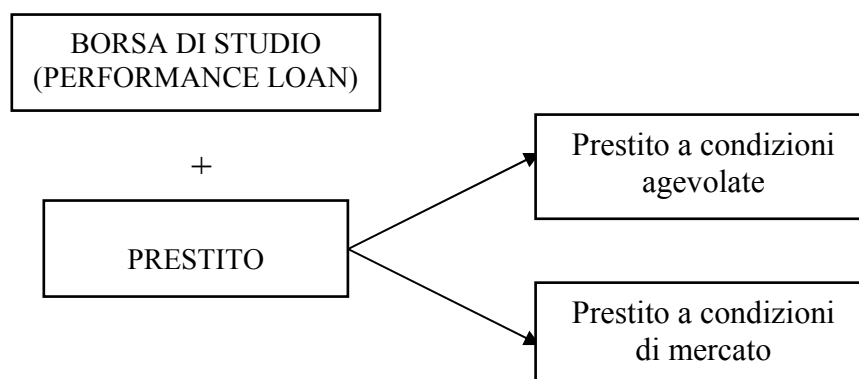 BORSA DI STUDIO
(PERFORMANCE LOAN)
+
PRESTITO
Prestito a condizioni
agevolate
Prestito a condizioni
di mercato